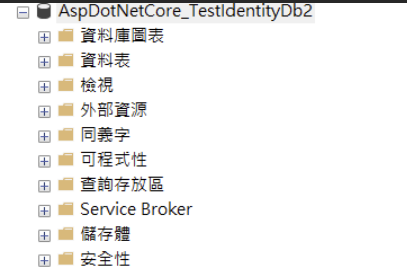 AspDotNetCore_TestIdentityDb2
資料庫圖表
資料表
檢視
外部資源
同義字
可程式性
查詢存放區
Service Broker
儲存體
安全性